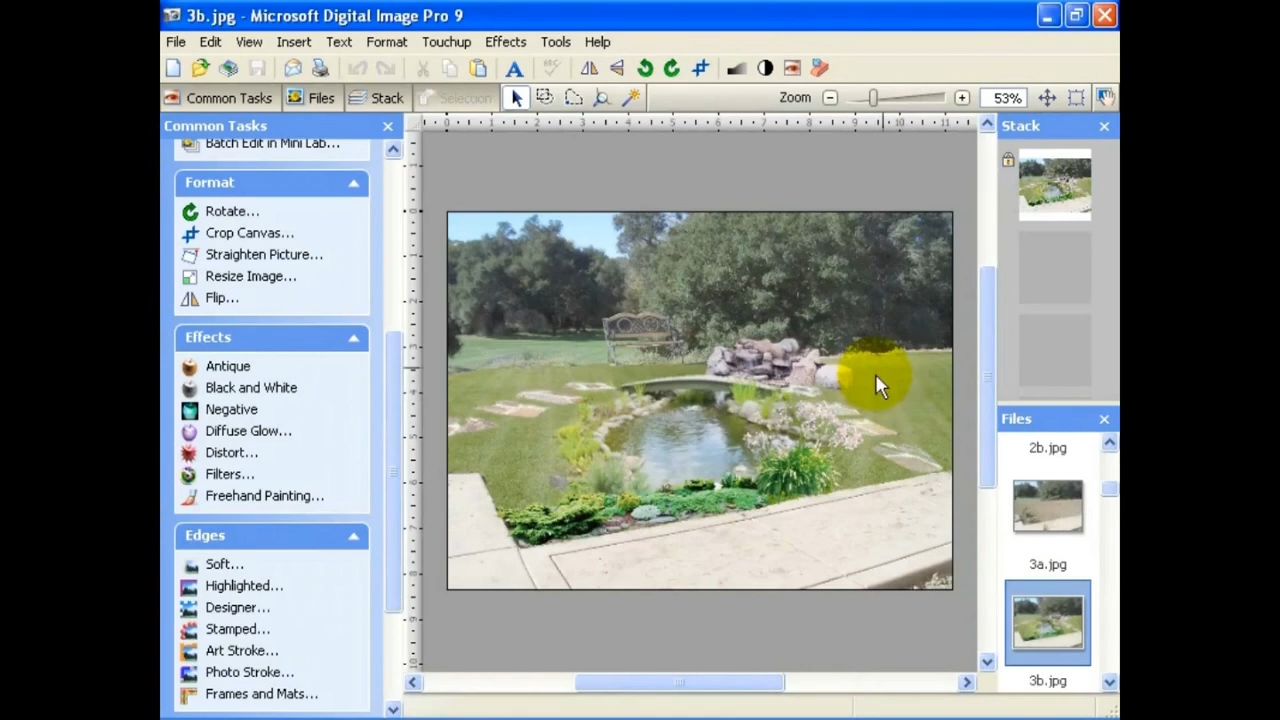 3b.jpg - Microsoft Digital Image Pro 9
File Edit View Insert Text Format Touchup Effects Tools Help
Common Tasks Files Stack Selection Zoom 53%
Common Tasks
Batch Edit in Mini Lab...
Format
Rotate...
Crop Canvas...
Straighten Picture...
Resize Image...
Flip...
Effects
Antique
Black and White
Negative
Diffuse Glow...
Distort...
Filters...
Freehand Painting...
Edges
Soft...
Highlighted...
Designer...
Stamped...
Art Stroke...
Photo Stroke...
Frames and Mats...
Stack
Files
2b.jpg
3a.jpg
3b.jpg